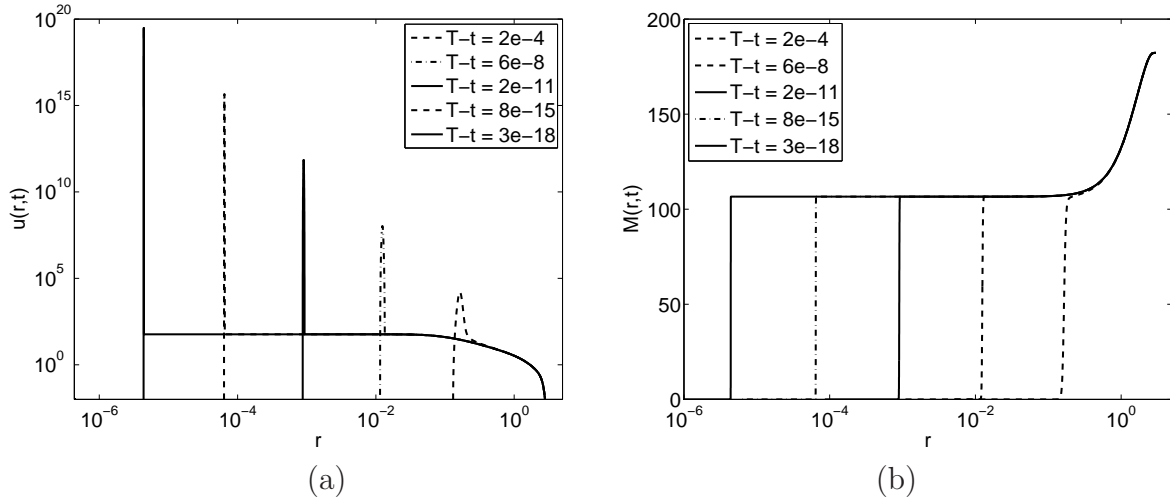 10^20
10^15
10^10
10^5
10^0
u(r,t)
10^−6
10^−4
10^−2
10^0
r
T−t = 2e−4
T−t = 6e−8
T−t = 2e−11
T−t = 8e−15
T−t = 3e−18
(a)
200
150
100
50
0
M(r,t)
10^−6
10^−4
10^−2
10^0
r
T−t = 2e−4
T−t = 6e−8
T−t = 2e−11
T−t = 8e−15
T−t = 3e−18
(b)